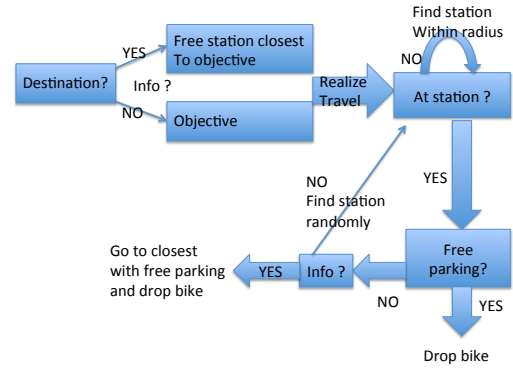 Find station
Within radius
YES
Free station closest
To objective
NO
Destination?
Info ?
Realize
Travel
At station ?
NO
Objective
YES
NO
Find station
randomly
Go to closest
with free parking
and drop bike
YES
Info ?
Free
parking?
NO
YES
Drop bike